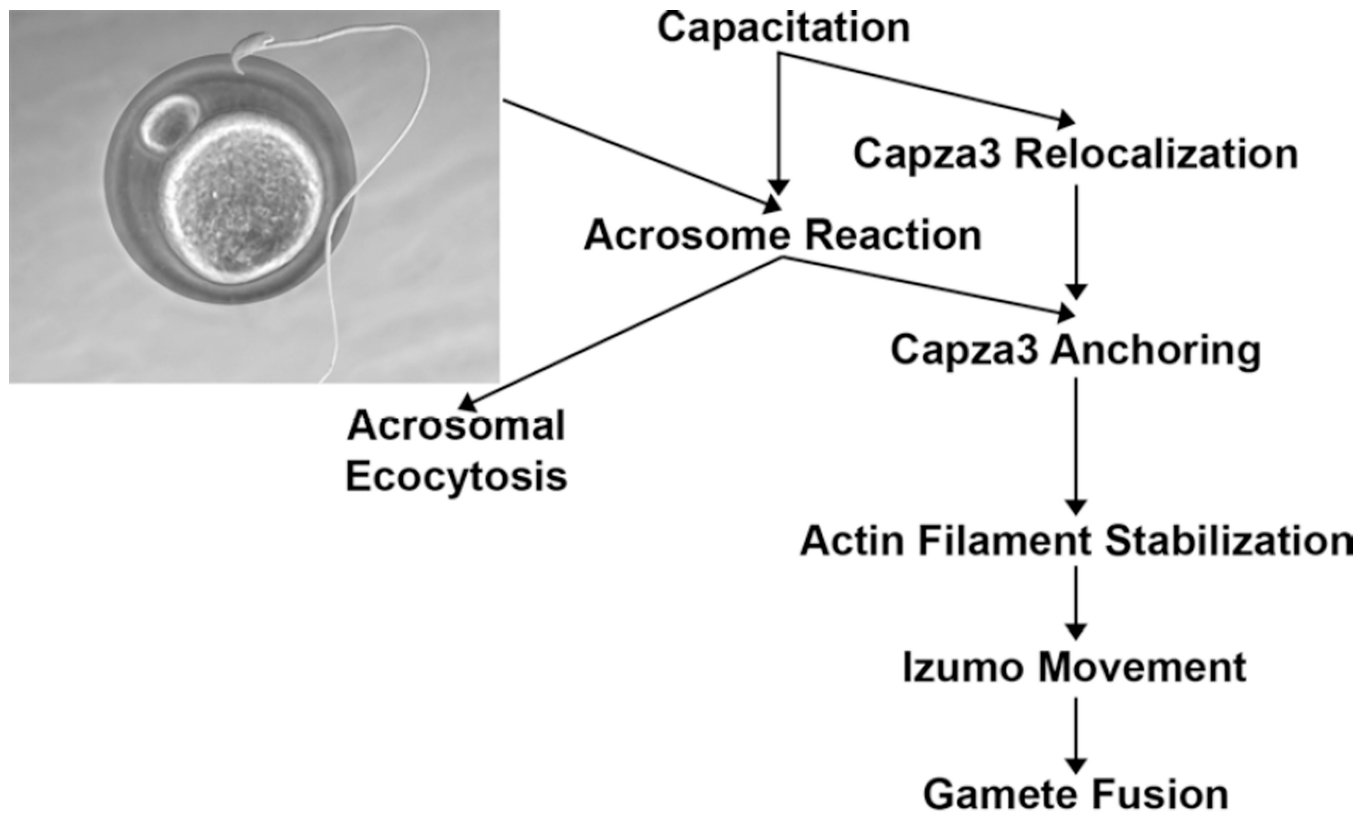 Capacitation
Capza3 Relocalization
Acrosome Reaction
Capza3 Anchoring
Acrosomal
Ecocytosis
Actin Filament Stabilization
Izumo Movement
Gamete Fusion